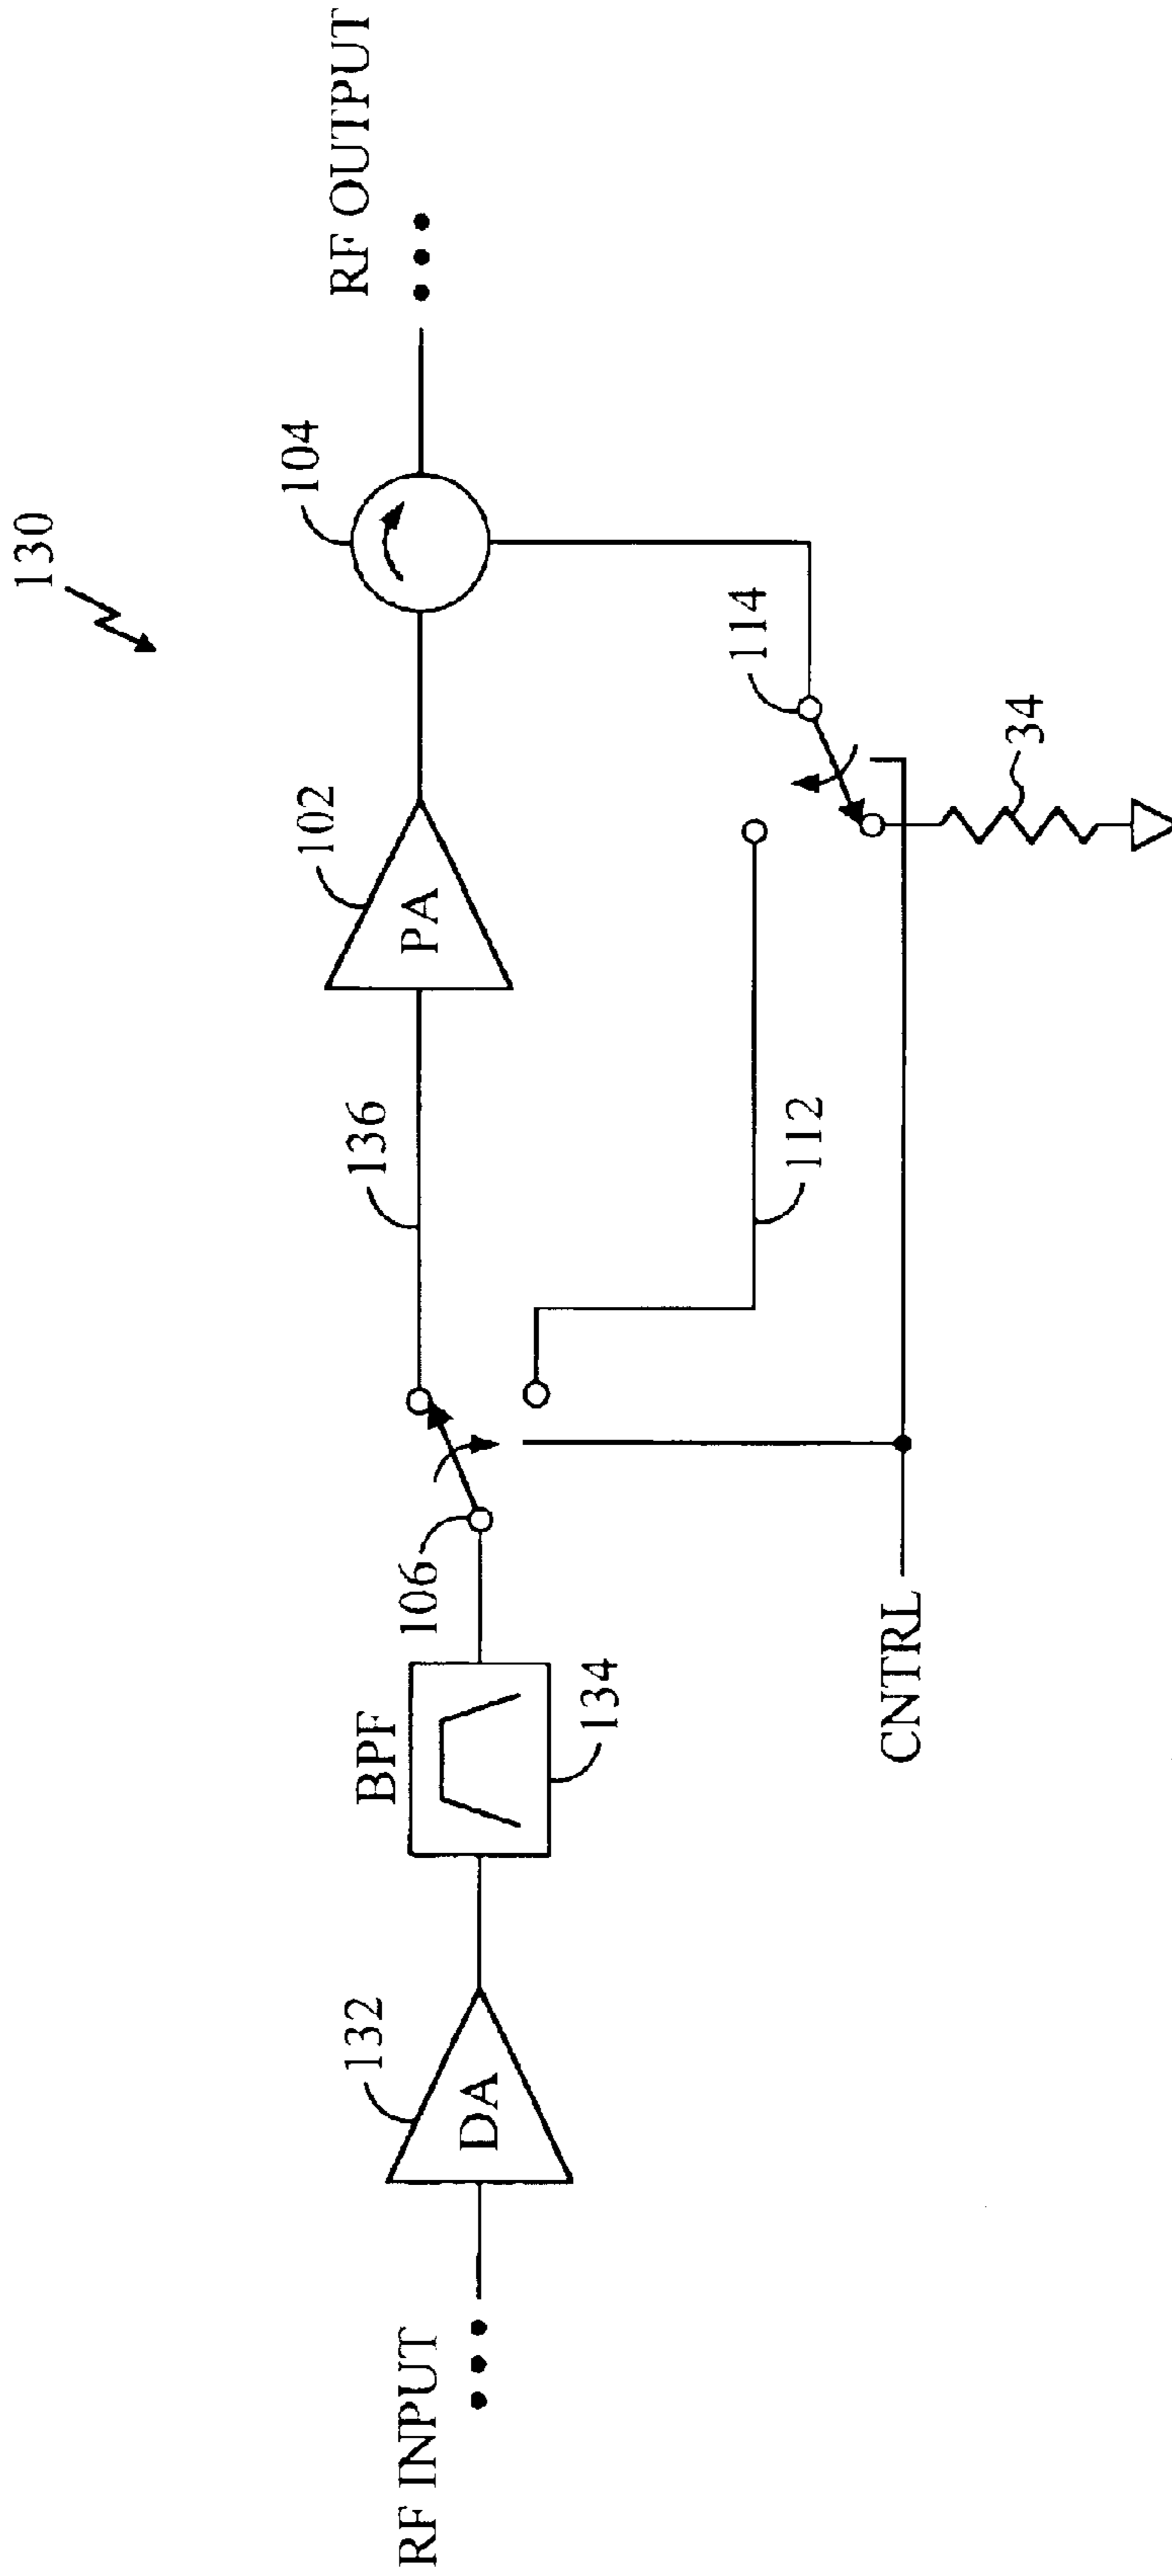 130
RF INPUT
132
DA
BPF
134
106
136
102
PA
104
RF OUTPUT
112
114
34
CNTRL